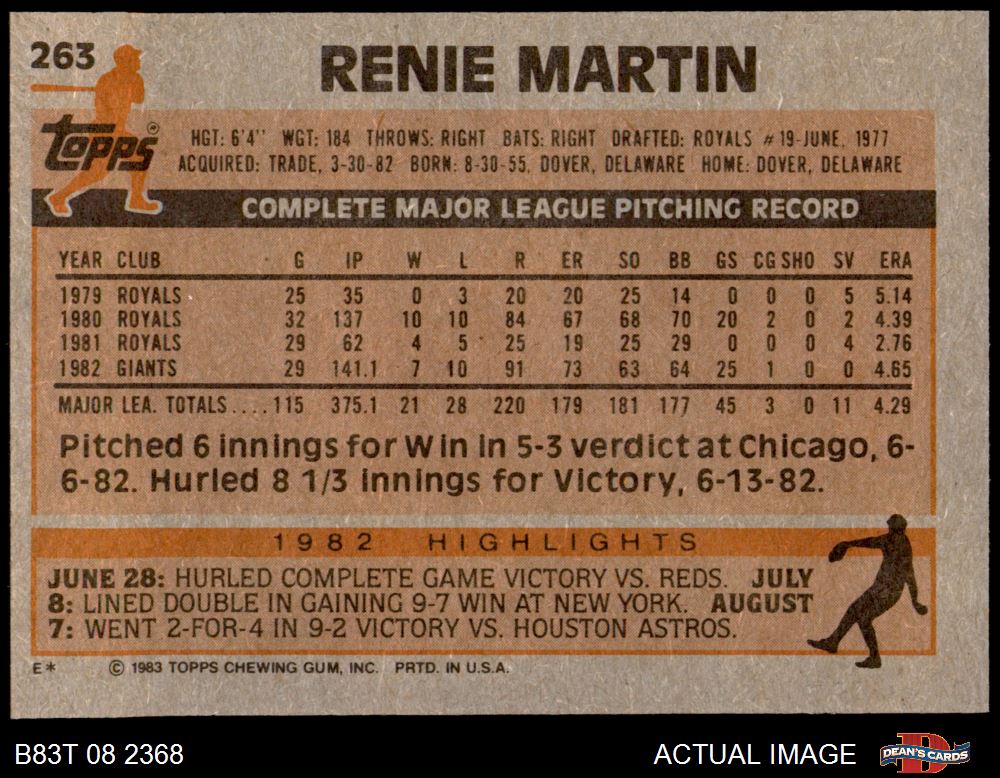 263
RENIE MARTIN
Topps®
HGT: 6'4'' WGT: 184 THROWS: RIGHT BATS: RIGHT DRAFTED: ROYALS #19-JUNE, 1977
ACQUIRED: TRADE, 3-30-82 BORN: 8-30-55, DOVER, DELAWARE HOME: DOVER, DELAWARE
COMPLETE MAJOR LEAGUE PITCHING RECORD
YEAR CLUB G IP W L R ER SO BB GS CG SHO SV ERA
1979 ROYALS 25 35 0 3 20 20 25 14 0 0 0 5 5.14
1980 ROYALS 32 137 10 10 84 67 68 70 20 2 0 2 4.39
1981 ROYALS 29 62 4 5 25 19 25 29 0 0 0 4 2.76
1982 GIANTS 29 141.1 7 10 91 73 63 64 25 1 0 0 4.65
MAJOR LEA. TOTALS....115 375.1 21 28 220 179 181 177 45 3 0 11 4.29
Pitched 6 innings for Win in 5-3 verdict at Chicago, 6-
6-82. Hurled 8 1/3 innings for Victory, 6-13-82.
1982 HIGHLIGHTS
JUNE 28: HURLED COMPLETE GAME VICTORY VS. REDS. JULY
8: LINED DOUBLE IN GAINING 9-7 WIN AT NEW YORK. AUGUST
7: WENT 2-FOR-4 IN 9-2 VICTORY VS. HOUSTON ASTROS.
E* © 1983 TOPPS CHEWING GUM, INC. PRTD. IN U.S.A.
B83T 08 2368 ACTUAL IMAGE DEAN'S CARDS